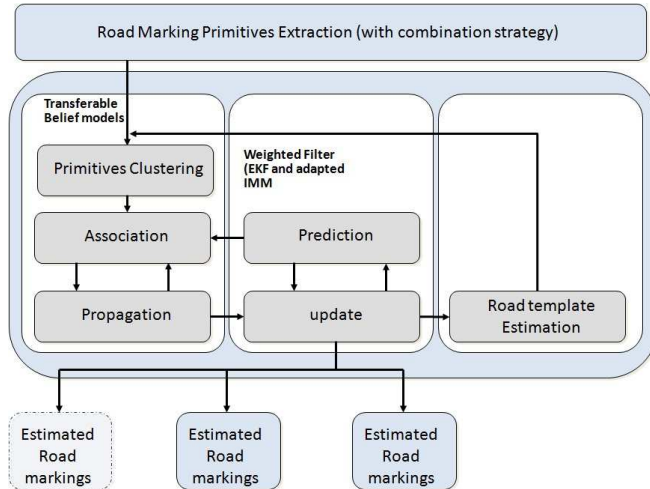 Road Marking Primitives Extraction (with combination strategy)
Transferable
Belief models
Primitives Clustering
Weighted Filter
(EKF and adapted
IMM
Association
Prediction
Propagation
update
Road template
Estimation
Estimated
Road
markings
Estimated
Road
markings
Estimated
Road
markings